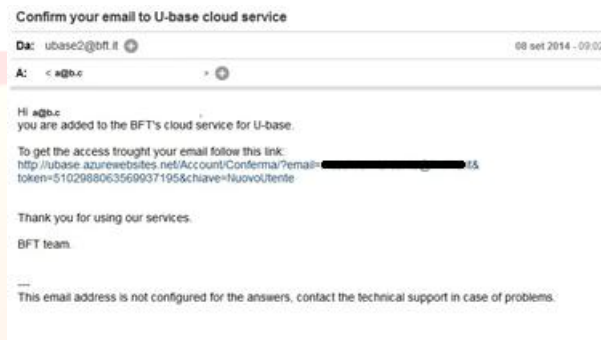 Confirm your email to U-base cloud service
Da: ubase2@bft.it
08 set 2014 - 09:02
A: < a@b.c >
Hi a@b.c
you are added to the BFT's cloud service for U-base.
To get the access trought your email follow this link:
http://ubase.azurewebsites.net/Account/Conferma/?email= it&
token=5102988063569937195&chiave=NuovoUtente
Thank you for using our services.
BFT team.
---
This email address is not configured for the answers, contact the technical support in case of problems.